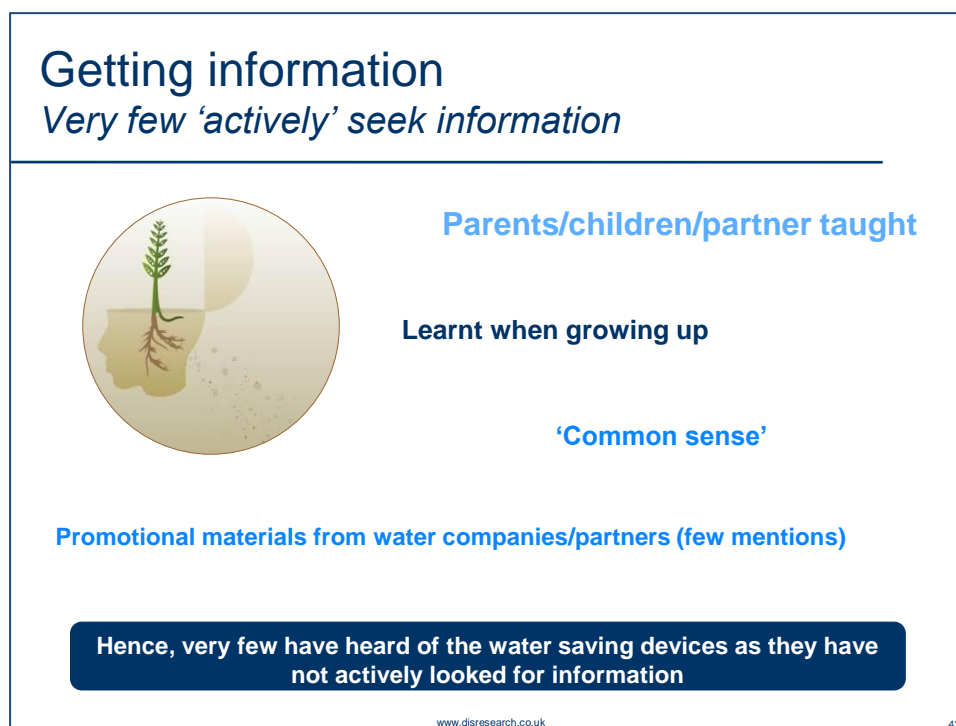 Getting information
Very few ‘actively’ seek information
Parents/children/partner taught
Learnt when growing up
‘Common sense’
Promotional materials from water companies/partners (few mentions)
Hence, very few have heard of the water saving devices as they have
not actively looked for information
www.disresearch.co.uk